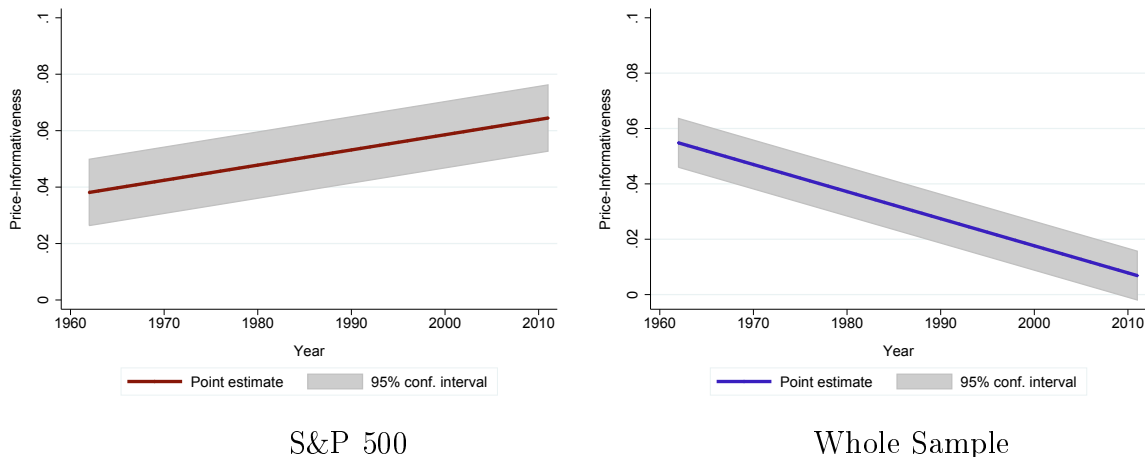 Price-Informativeness
.1
.08
.06
.04
.02
0
1960 1970 1980 1990 2000 2010
Year
Point estimate 95% conf. interval
S&P 500
Price-Informativeness
.1
.08
.06
.04
.02
0
1960 1970 1980 1990 2000 2010
Year
Point estimate 95% conf. interval
Whole Sample